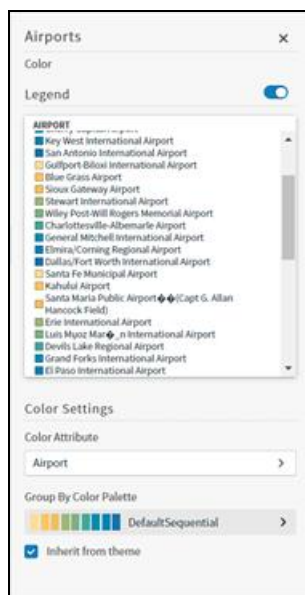 Airports
Color
Legend
AIRPORT
Key West International Airport
San Antonio International Airport
Gulfport-Biloxi International Airport
Blue Grass Airport
Sioux Gateway Airport
Stewart International Airport
Wiley Post-Will Rogers Memorial Airport
Charlottesville-Albemarle Airport
General Mitchell International Airport
Elmira/Corning Regional Airport
Dallas/Fort Worth International Airport
Santa Fe Municipal Airport
Kahului Airport
Santa Maria Public Airport��(Capt G. Allan
Hancock Field)
Erie International Airport
Luis Muyoz Mar�_n International Airport
Devils Lake Regional Airport
Grand Forks International Airport
El Paso International Airport
Color Settings
Color Attribute
Airport
Group By Color Palette
DefaultSequential
Inherit from theme